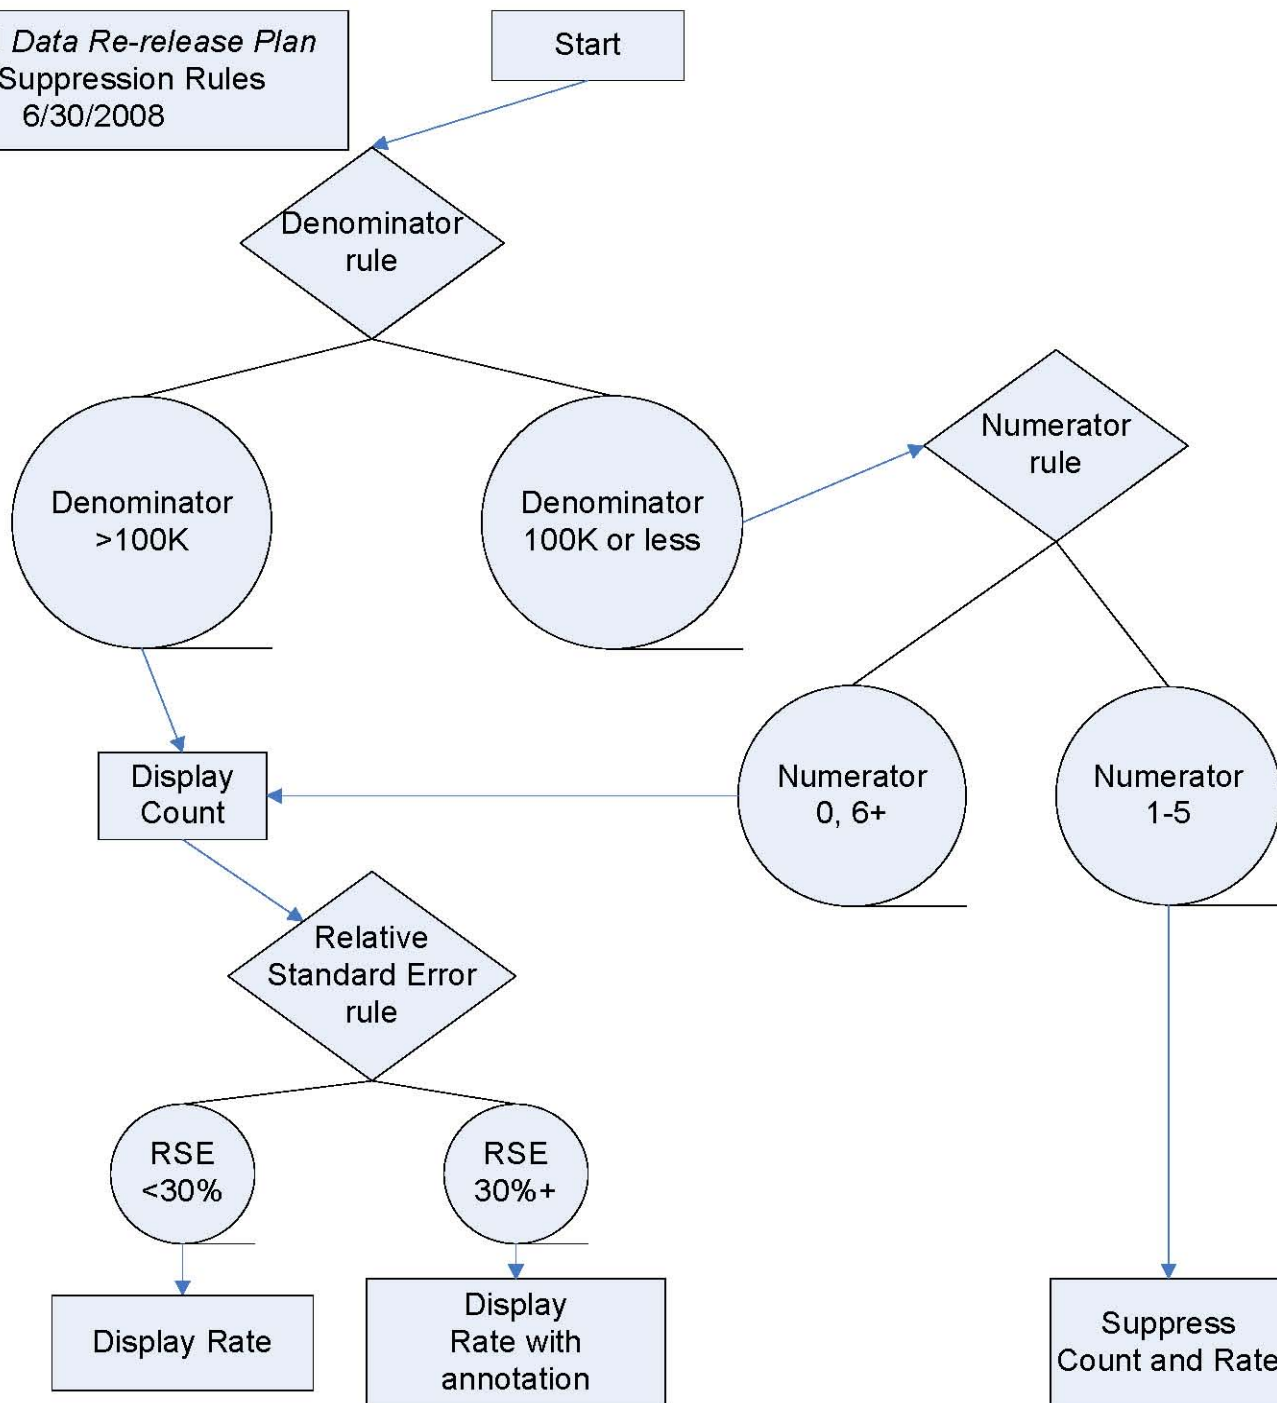 Data Re-release Plan
Suppression Rules
6/30/2008
Start
Denominator
rule
Numerator
rule
Denominator
>100K
Denominator
100K or less
Display
Count
Numerator
0, 6+
Numerator
1-5
Relative
Standard Error
rule
RSE
<30%
RSE
30%+
Display Rate
Display
Rate with
annotation
Suppress
Count and Rate